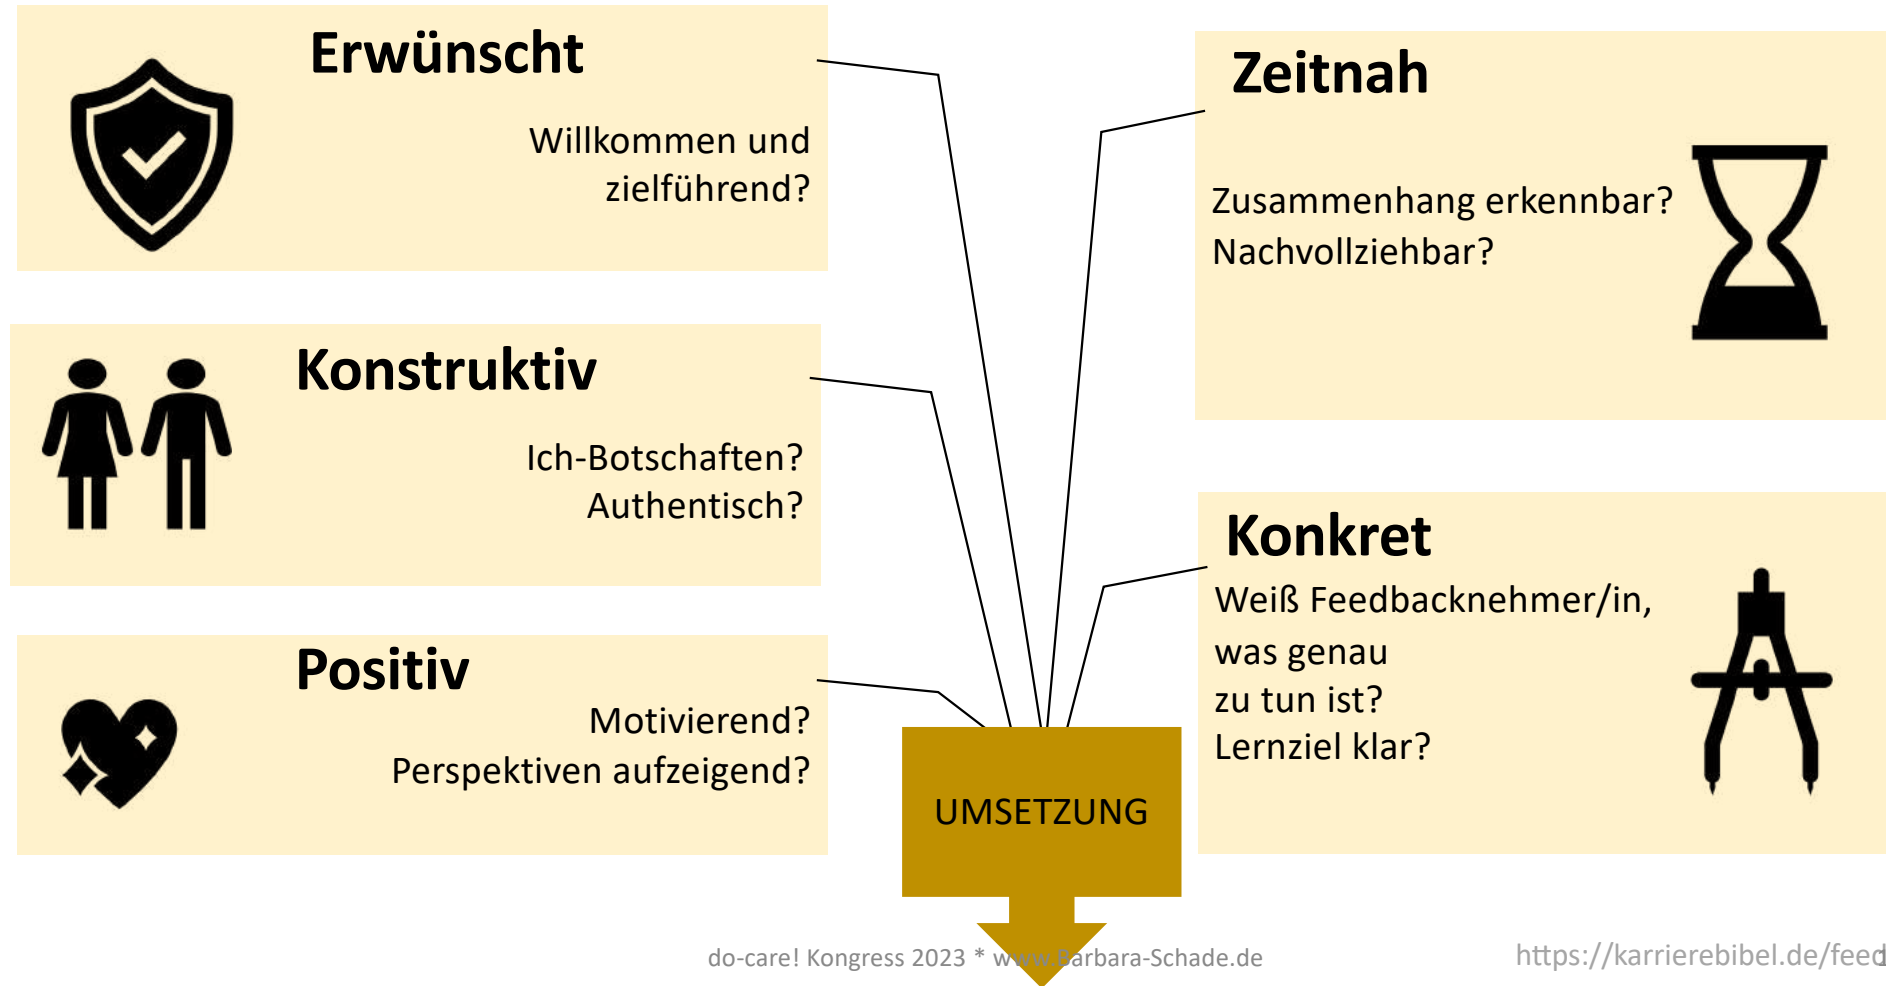 Erwünscht
Willkommen und
zielführend?
Konstruktiv
Ich-Botschaften?
Authentisch?
Positiv
Motivierend?
Perspektiven aufzeigend?
Zeitnah
Zusammenhang erkennbar?
Nachvollziehbar?
Konkret
Weiß Feedbacknehmer/in,
was genau
zu tun ist?
Lernziel klar?
UMSETZUNG
do-care! Kongress 2023 * www.Barbara-Schade.de
https://karrierebibel.de/feed